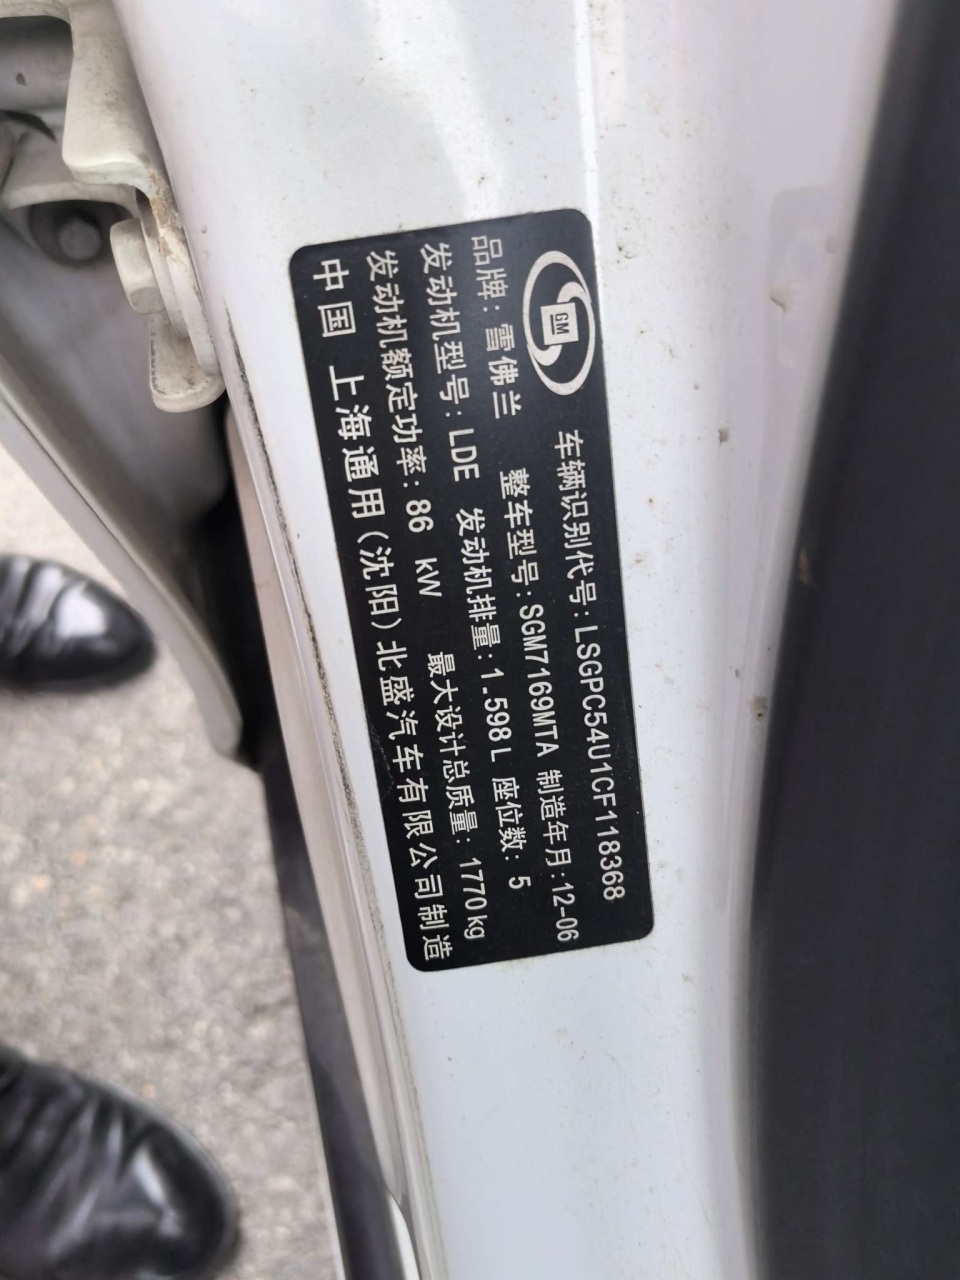 GM
车辆识别代号:LSGPC54U1CF118368
品牌:雪佛兰 整车型号:SGM7169MTA 制造年月:12-06
发动机型号:LDE 发动机排量:1.598L 座位数:5
发动机额定功率:86 kW 最大设计总质量:1770kg
中国 上海通用(沈阳)北盛汽车有限公司制造